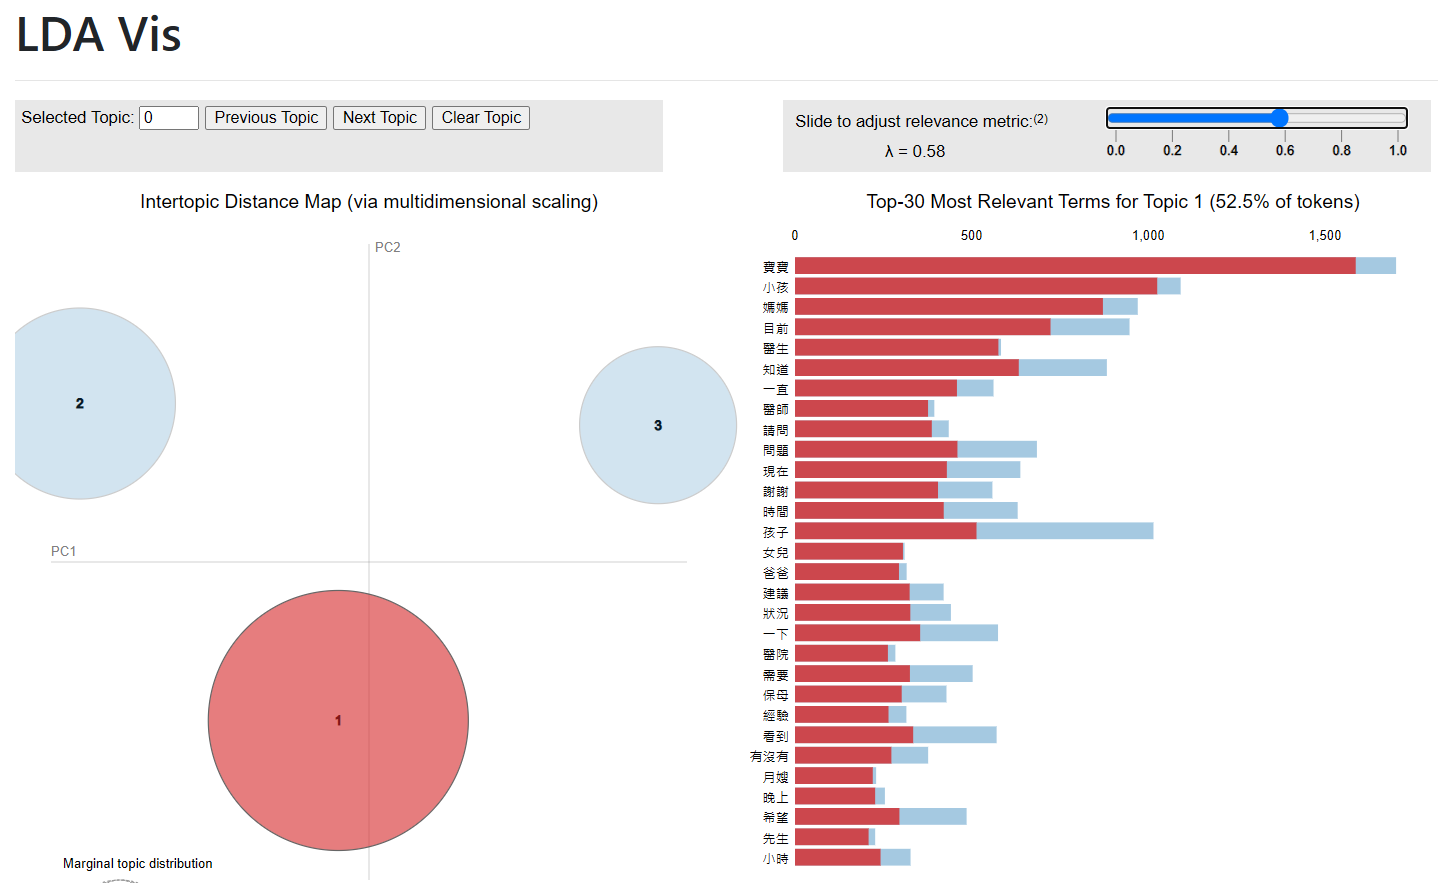 LDA Vis
Selected Topic: 0 Previous Topic Next Topic Clear Topic
Slide to adjust relevance metric:(2)
λ = 0.58
0.0 0.2 0.4 0.6 0.8 1.0
Intertopic Distance Map (via multidimensional scaling)
PC2
2
3
PC1
1
Marginal topic distribution
Top-30 Most Relevant Terms for Topic 1 (52.5% of tokens)
0 500 1,000 1,500
寶寶
小孩
媽媽
目前
醫生
知道
一直
醫師
請問
問題
現在
謝謝
時間
孩子
女兒
爸爸
建議
狀況
一下
醫院
需要
保母
經驗
看到
有沒有
月嫂
晚上
希望
先生
小時